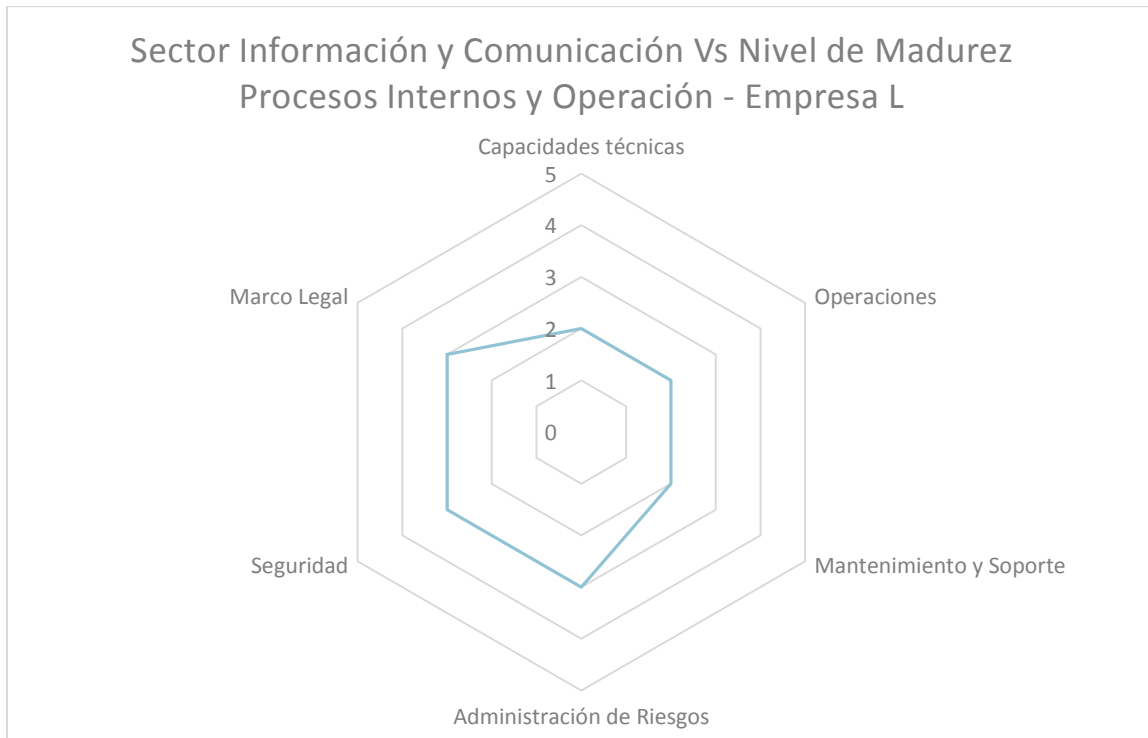 Sector Información y Comunicación Vs Nivel de Madurez
Procesos Internos y Operación - Empresa L
Capacidades técnicas
5
4
3
2
1
0
Marco Legal
Operaciones
Seguridad
Mantenimiento y Soporte
Administración de Riesgos